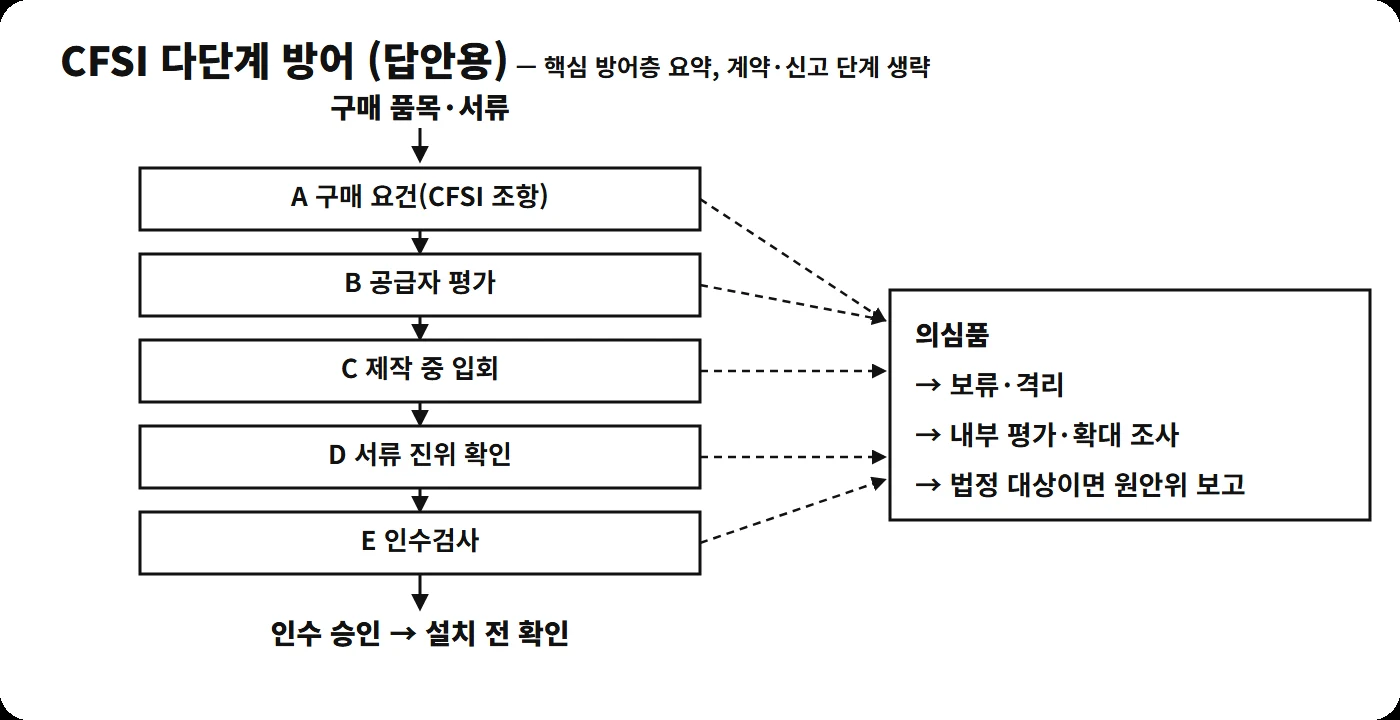 CFSI 다단계 방어 (답안용) — 핵심 방어층 요약, 계약·신고 단계 생략
구매 품목·서류
A 구매 요건(CFSI 조항)
B 공급자 평가
C 제작 중 입회
D 서류 진위 확인
E 인수검사
인수 승인 → 설치 전 확인
의심품
→ 보류·격리
→ 내부 평가·확대 조사
→ 법정 대상이면 원안위 보고